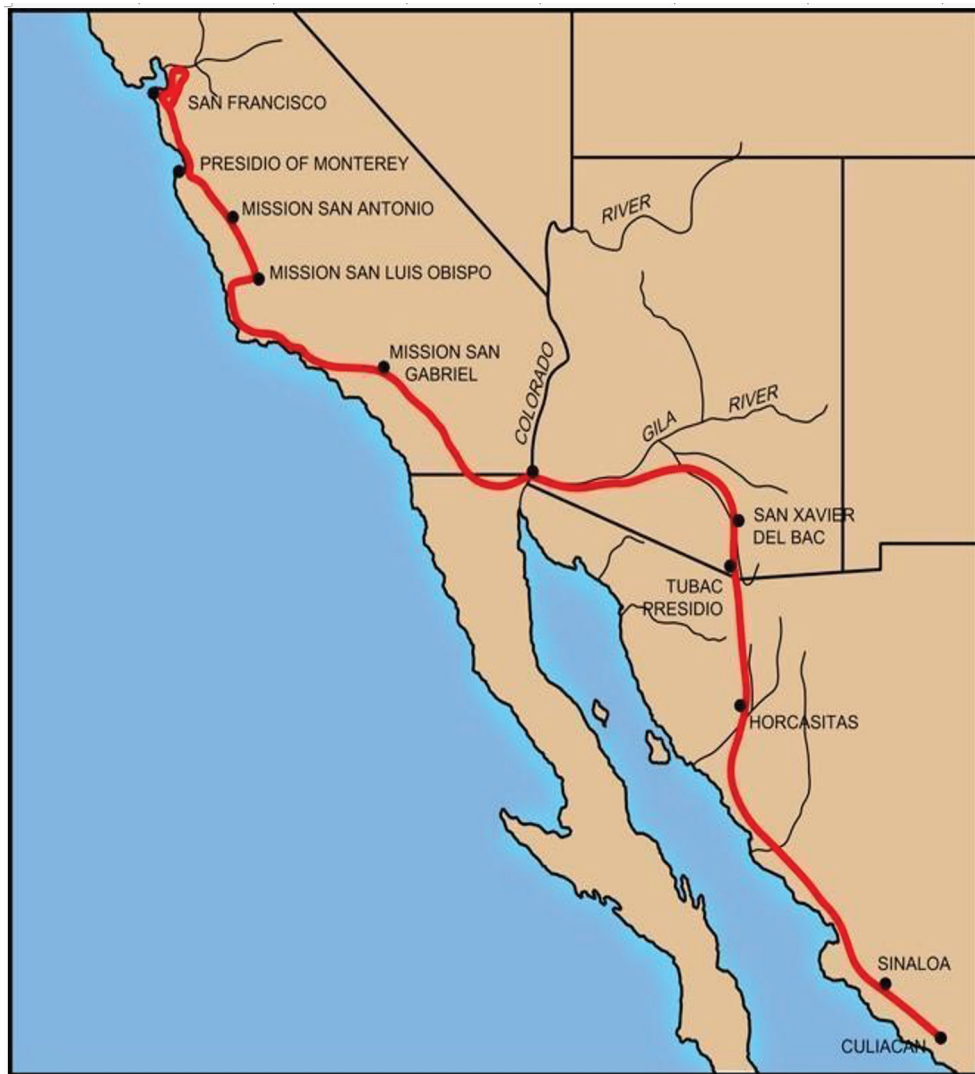 SAN FRANCISCO
PRESIDIO OF MONTEREY
MISSION SAN ANTONIO
RIVER
MISSION SAN LUIS OBISPO
MISSION SAN
GABRIEL
COLORADO
GILA
RIVER
SAN XAVIER
DEL BAC
TUBAC
PRESIDIO
HORCASITAS
SINALOA
CULIACAN